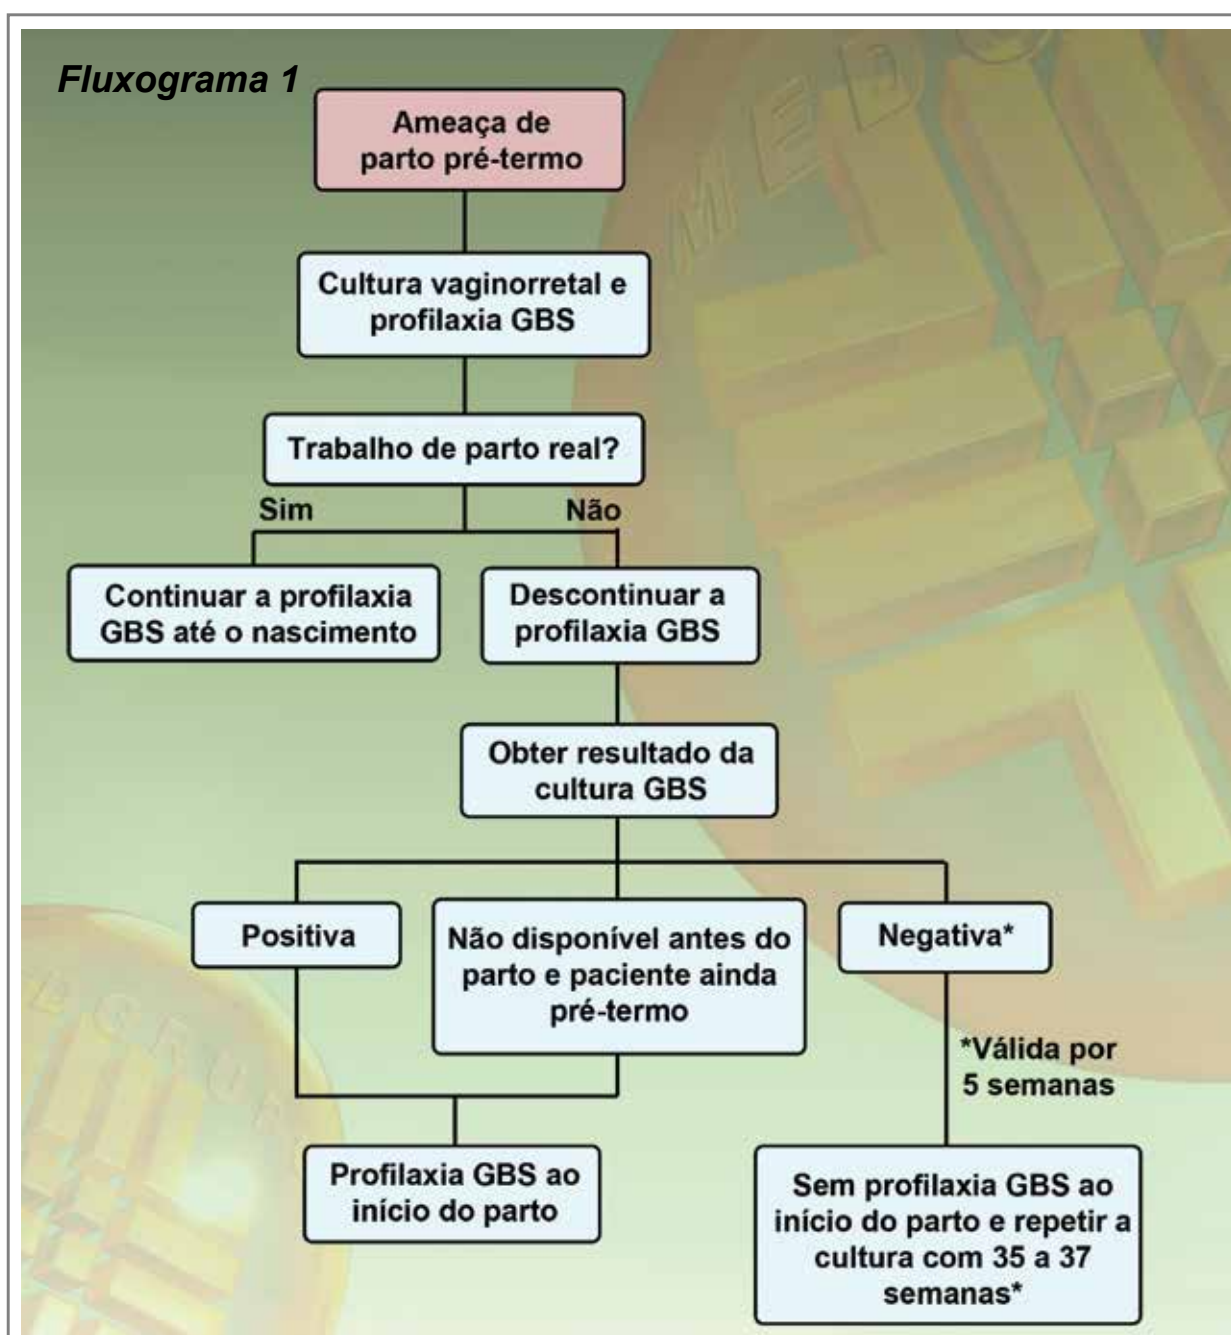 Fluxograma 1
Ameaça de
parto pré-termo
Cultura vaginorretal e
profilaxia GBS
Trabalho de parto real?
Sim
Não
Continuar a profilaxia
GBS até o nascimento
Descontinuar a
profilaxia GBS
Obter resultado da
cultura GBS
Positiva
Não disponível antes do
parto e paciente ainda
pré-termo
Negativa*
*Válida por
5 semanas
Profilaxia GBS ao
início do parto
Sem profilaxia GBS ao
início do parto e repetir a
cultura com 35 a 37
semanas*
MED
DGRUP